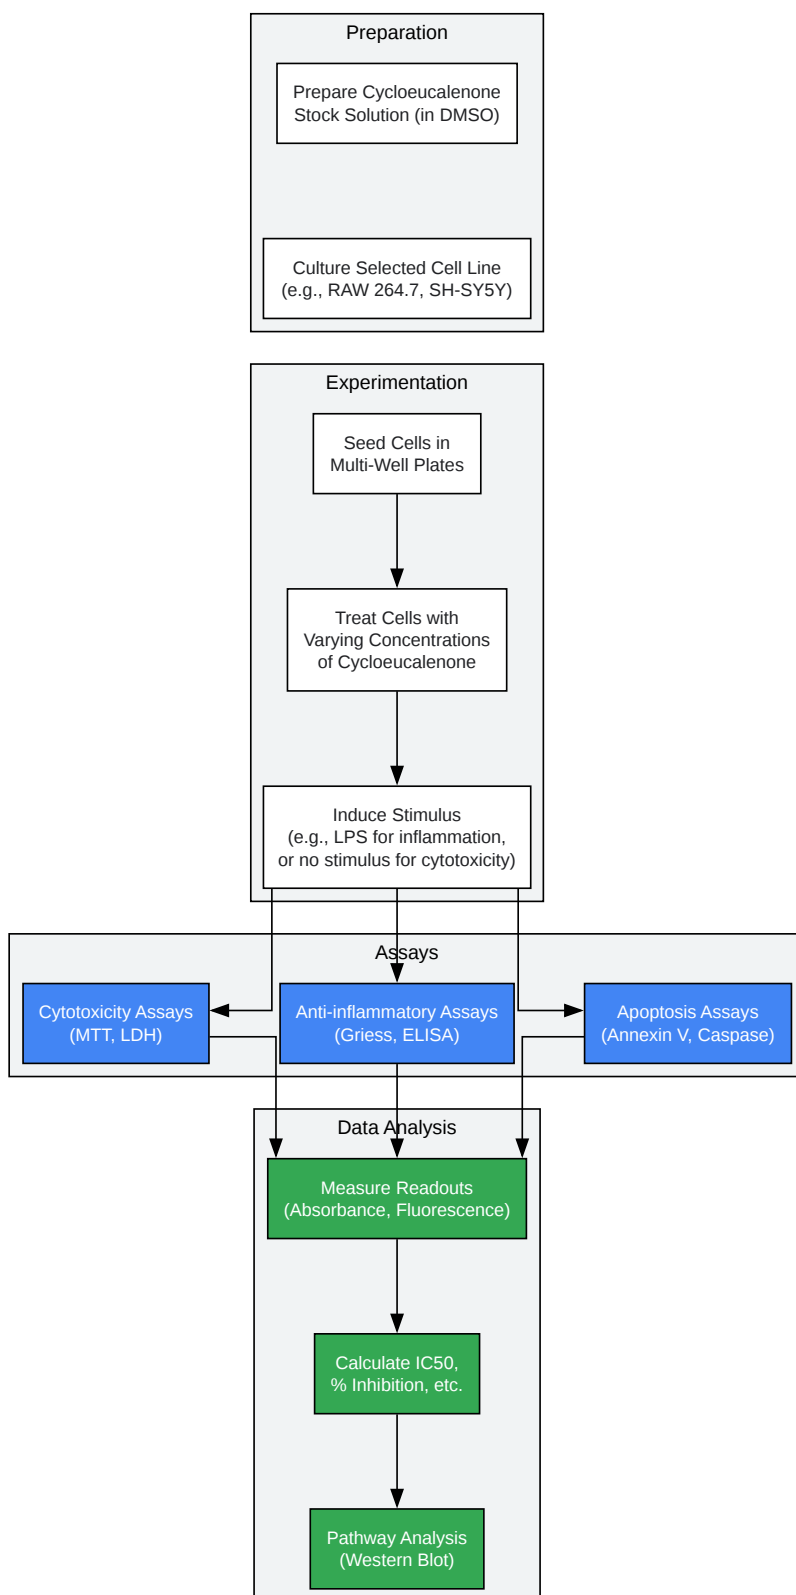 Preparation
Prepare Cycloeucalenone
Stock Solution (in DMSO)
Culture Selected Cell Line
(e.g., RAW 264.7, SH-SY5Y)
Experimentation
Seed Cells in
Multi-Well Plates
Treat Cells with
Varying Concentrations
of Cycloeucalenone
Induce Stimulus
(e.g., LPS for inflammation,
or no stimulus for cytotoxicity)
Assays
Cytotoxicity Assays
(MTT, LDH)
Anti-inflammatory Assays
(Griess, ELISA)
Apoptosis Assays
(Annexin V, Caspase)
Data Analysis
Measure Readouts
(Absorbance, Fluorescence)
Calculate IC50,
% Inhibition, etc.
Pathway Analysis
(Western Blot)